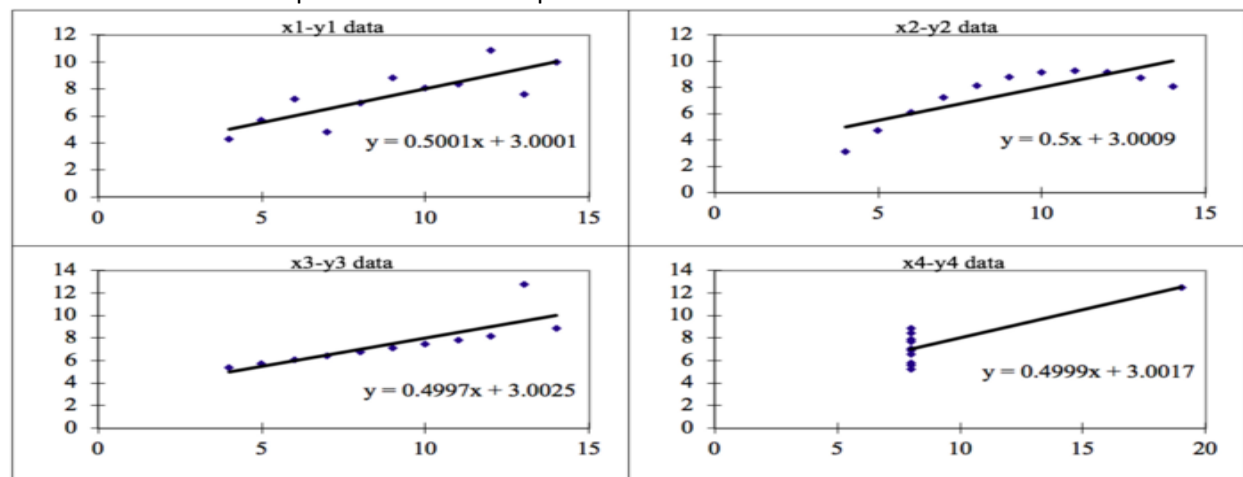 x1-y1 data
12
10
8
6
4
2
0
y = 0.5001x + 3.0001
0 5 10 15
x2-y2 data
12
10
8
6
4
2
0
y = 0.5x + 3.0009
0 5 10 15
x3-y3 data
14
12
10
8
6
4
2
0
y = 0.4997x + 3.0025
0 5 10 15
x4-y4 data
14
12
10
8
6
4
2
0
y = 0.4999x + 3.0017
0 5 10 15 20